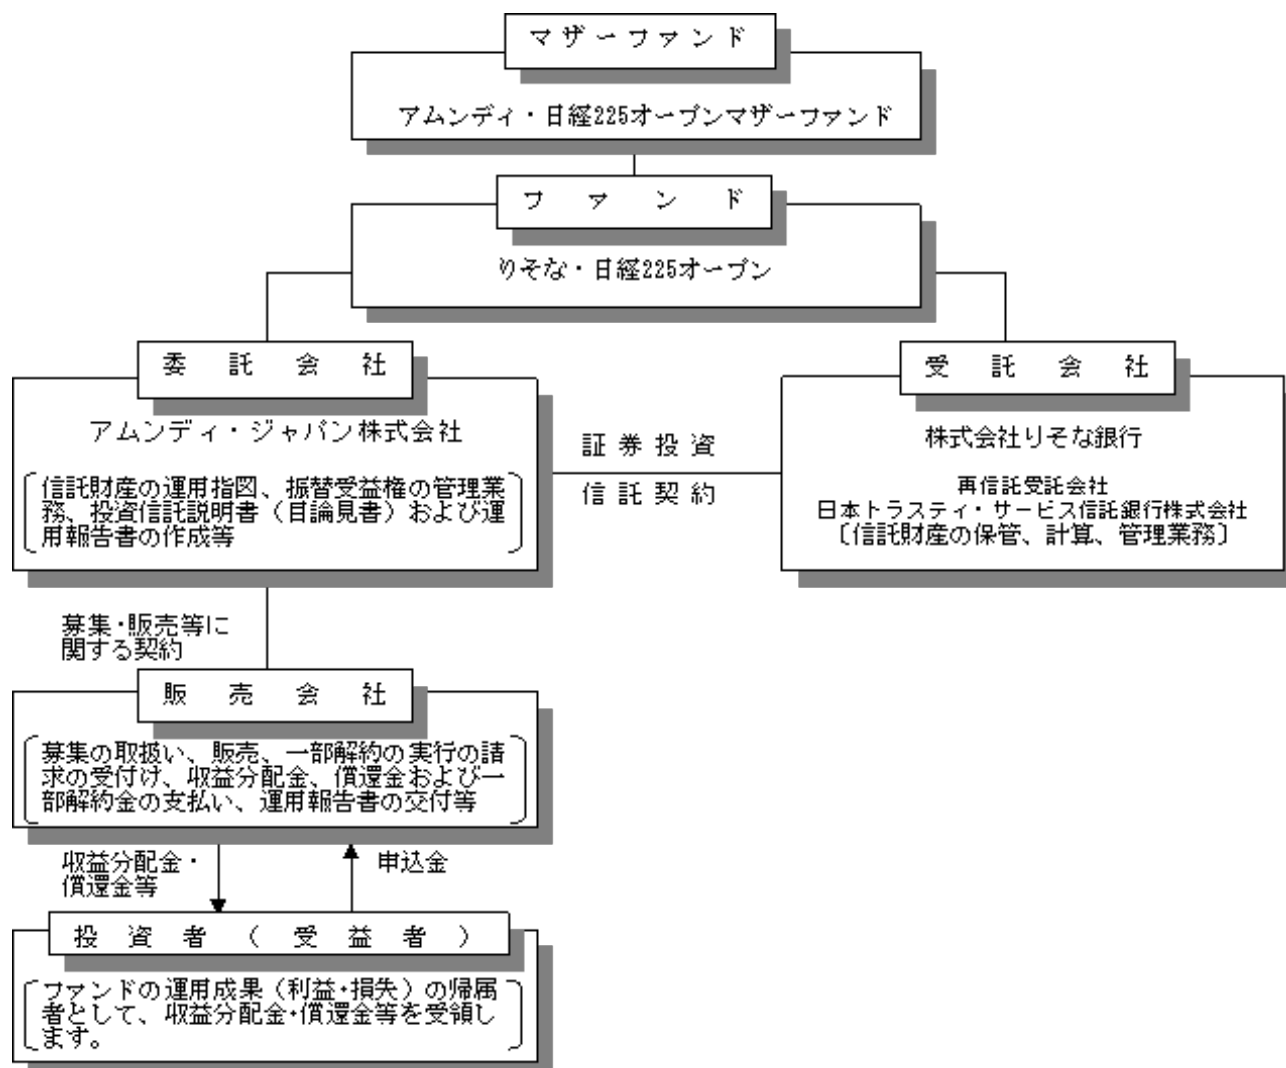 マザーファンド
アムンディ・日経225オープンマザーファンド
ファンド
りそな・日経225オープン
委託会社
アムンディ・ジャパン株式会社
信託財産の運用指図、振替受益権の管理業
務、投資信託説明書（目論見書）および運
用報告書の作成等
証券投資
信託契約
受託会社
株式会社りそな銀行
再信託受託会社
日本トラスティ・サービス信託銀行株式会社
〔信託財産の保管、計算、管理業務〕
募集・販売等に
関する契約
販売会社
募集の取扱い、販売、一部解約の実行の請
求の受付け、収益分配金、償還金および一
部解約金の支払い、運用報告書の交付等
収益分配金・
償還金等
申込金
投資者（受益者）
ファンドの運用成果（利益・損失）の帰属
者として、収益分配金・償還金等を受領し
ます。